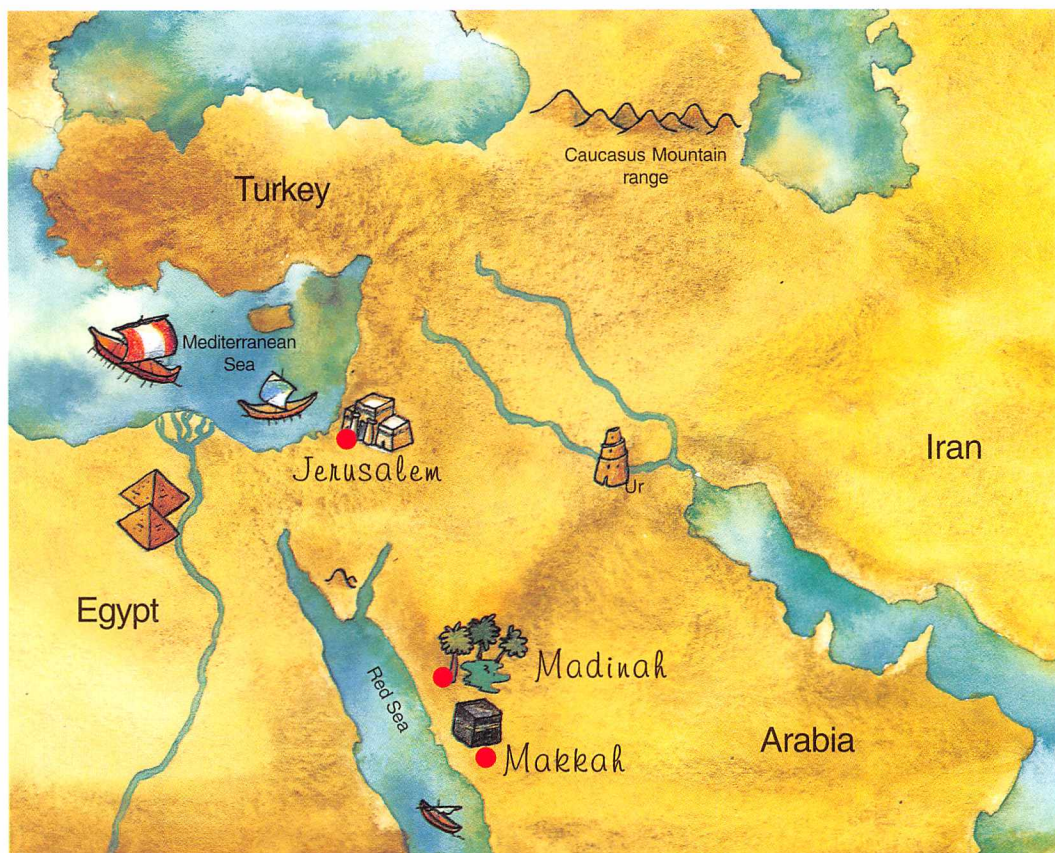 Caucasus Mountain
range
Turkey
Mediterranean
Sea
Iran
Jerusalem
Ur
Egypt
Red Sea
Madinah
Arabia
Makkah